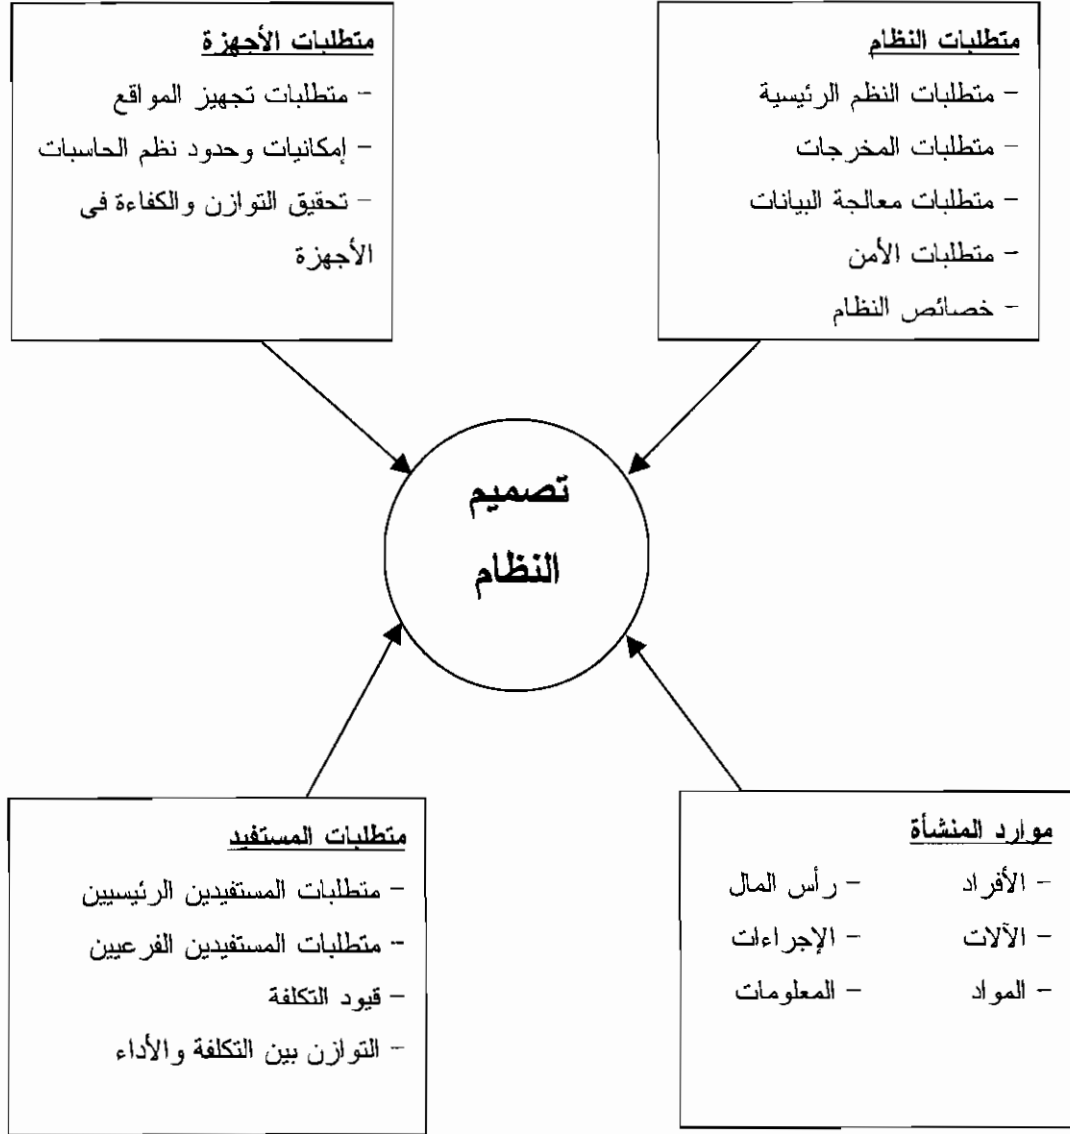 متطلبات النظام
- متطلبات النظم الرئيسية
- متطلبات المخرجات
- متطلبات معالجة البيانات
- متطلبات الأمن
- خصائص النظام
متطلبات الأجهزة
- متطلبات تجهيز المواقع
- إمكانيات وحدود نظم الحاسبات
- تحقيق التوازن والكفاءة فى
الأجهزة
تصميم
النظام
موارد المنشأة
- الأفراد - رأس المال
- الآلات - الإجراءات
- المواد - المعلومات
متطلبات المستفيد
- متطلبات المستفيدين الرئيسيين
- متطلبات المستفيدين الفرعيين
- قيود التكلفة
- التوازن بين التكلفة والأداء